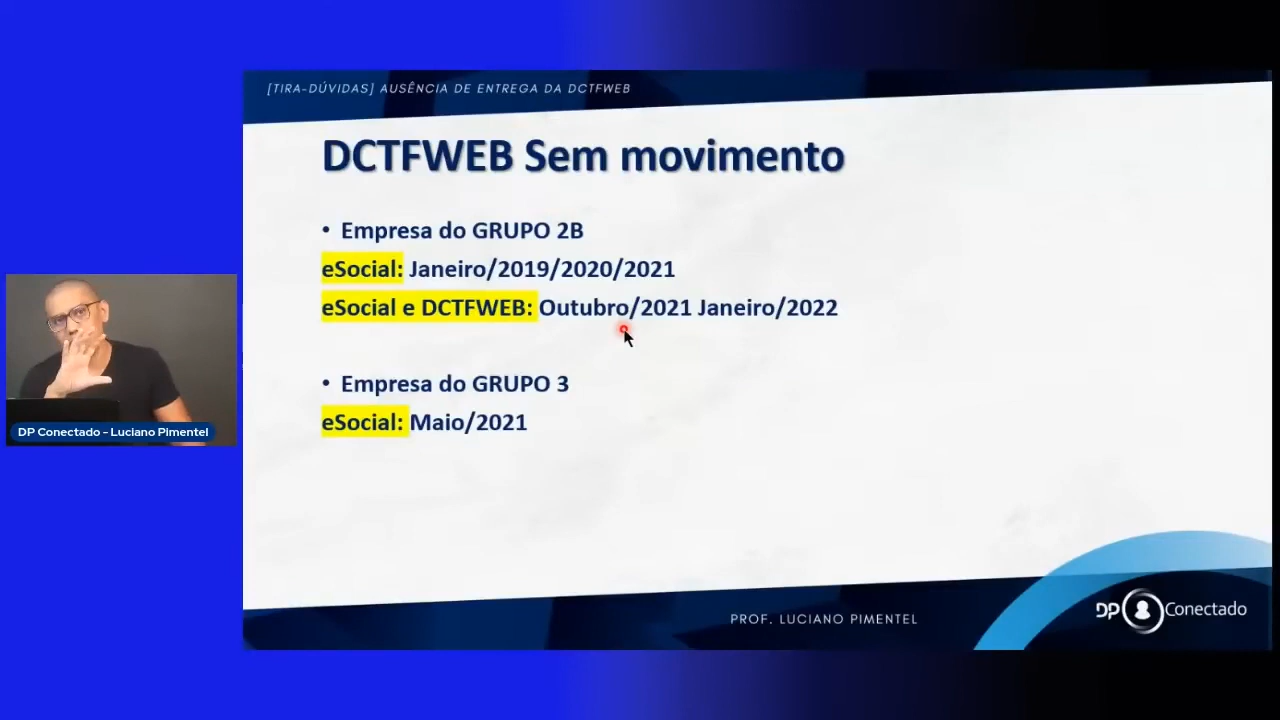 [TIRA-DÚVIDAS] AUSÊNCIA DE ENTREGA DA DCTFWEB
DCTFWEB Sem movimento
• Empresa do GRUPO 2B
eSocial: Janeiro/2019/2020/2021
eSocial e DCTFWEB: Outubro/2021 Janeiro/2022
• Empresa do GRUPO 3
eSocial: Maio/2021
DP Conectado – Luciano Pimentel
PROF. LUCIANO PIMENTEL
DP Conectado